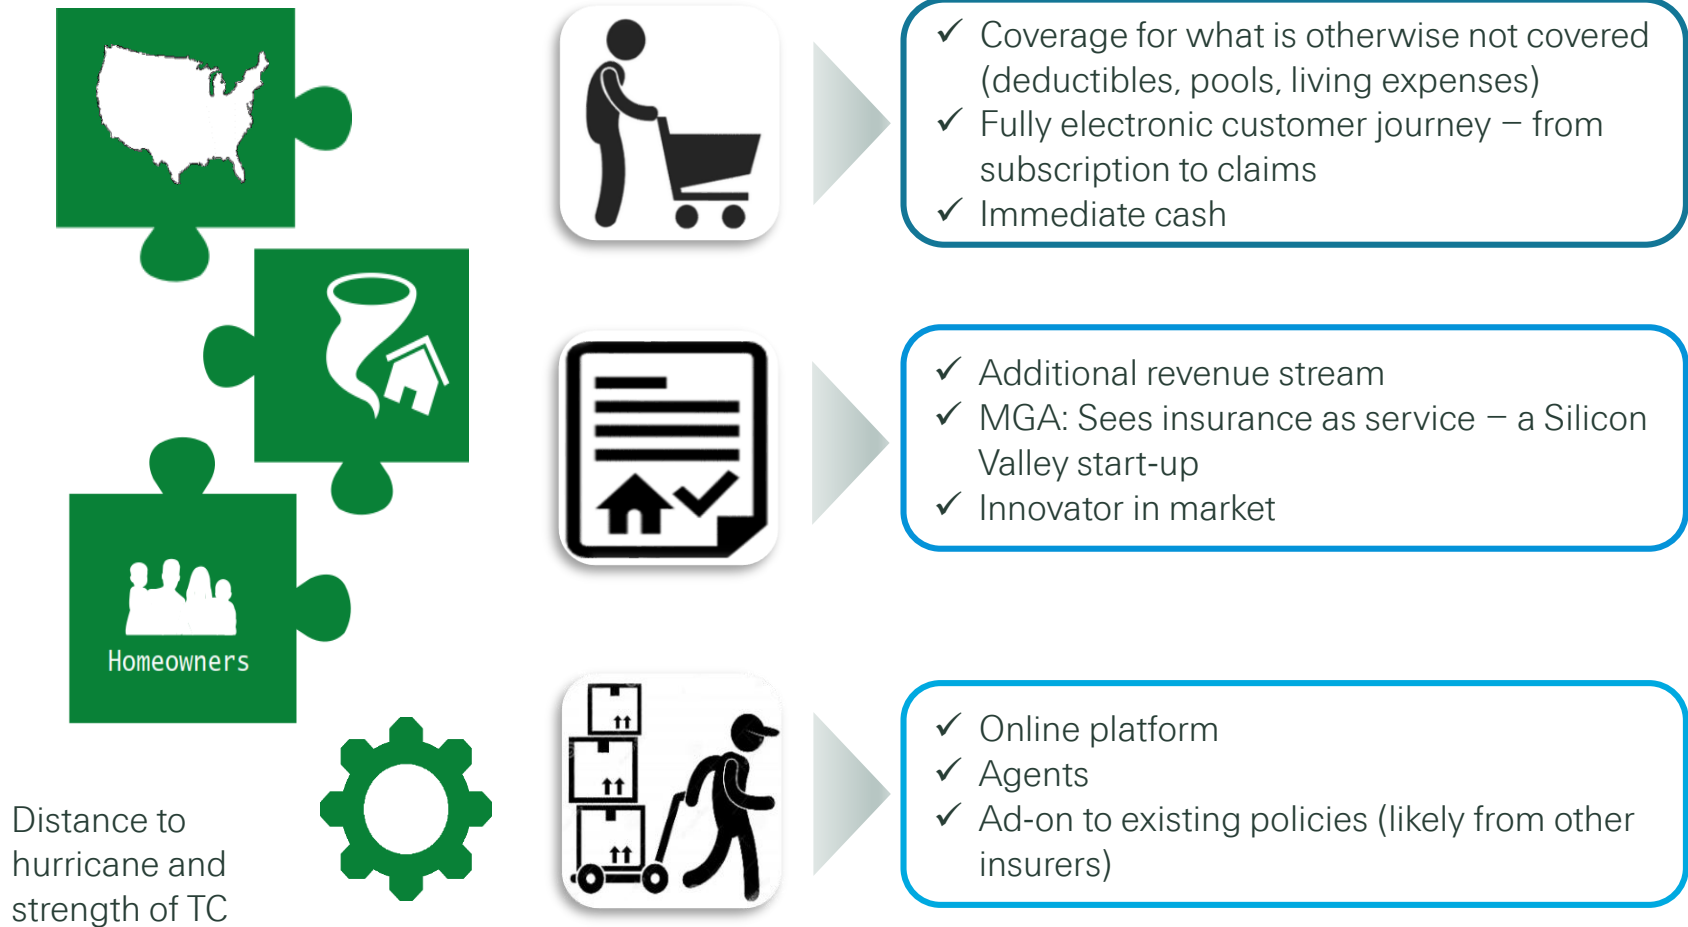 ✓ Coverage for what is otherwise not covered
(deductibles, pools, living expenses)
✓ Fully electronic customer journey – from
subscription to claims
✓ Immediate cash
✓ Additional revenue stream
✓ MGA: Sees insurance as service – a Silicon
Valley start-up
✓ Innovator in market
Homeowners
✓ Online platform
✓ Agents
✓ Ad-on to existing policies (likely from other
insurers)
Distance to
hurricane and
strength of TC